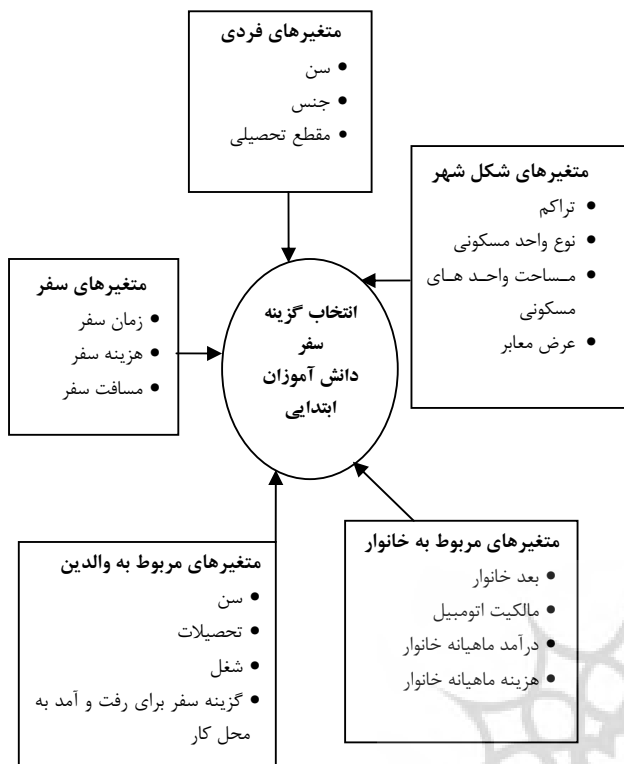 متغیرهای فردی
• سن
• جنس
• مقطع تحصیلی
متغیرهای شکل شهر
• تراکم
• نوع واحد مسکونی
• مـساحت واحـد هـای
مسکونی
• عرض معابر
متغیرهای سفر
• زمان سفر
• هزینه سفر
• مسافت سفر
انتخاب گزینه
سفر
دانش آموزان
ابتدایی
متغیرهای مربوط به خانوار
• بعد خانوار
• مالکیت اتومبیل
• درآمد ماهیانه خانوار
• هزینه ماهیانه خانوار
متغیرهای مربوط به والدین
• سن
• تحصیلات
• شغل
• گزینه سفر برای رفت و آمد به
محل کار